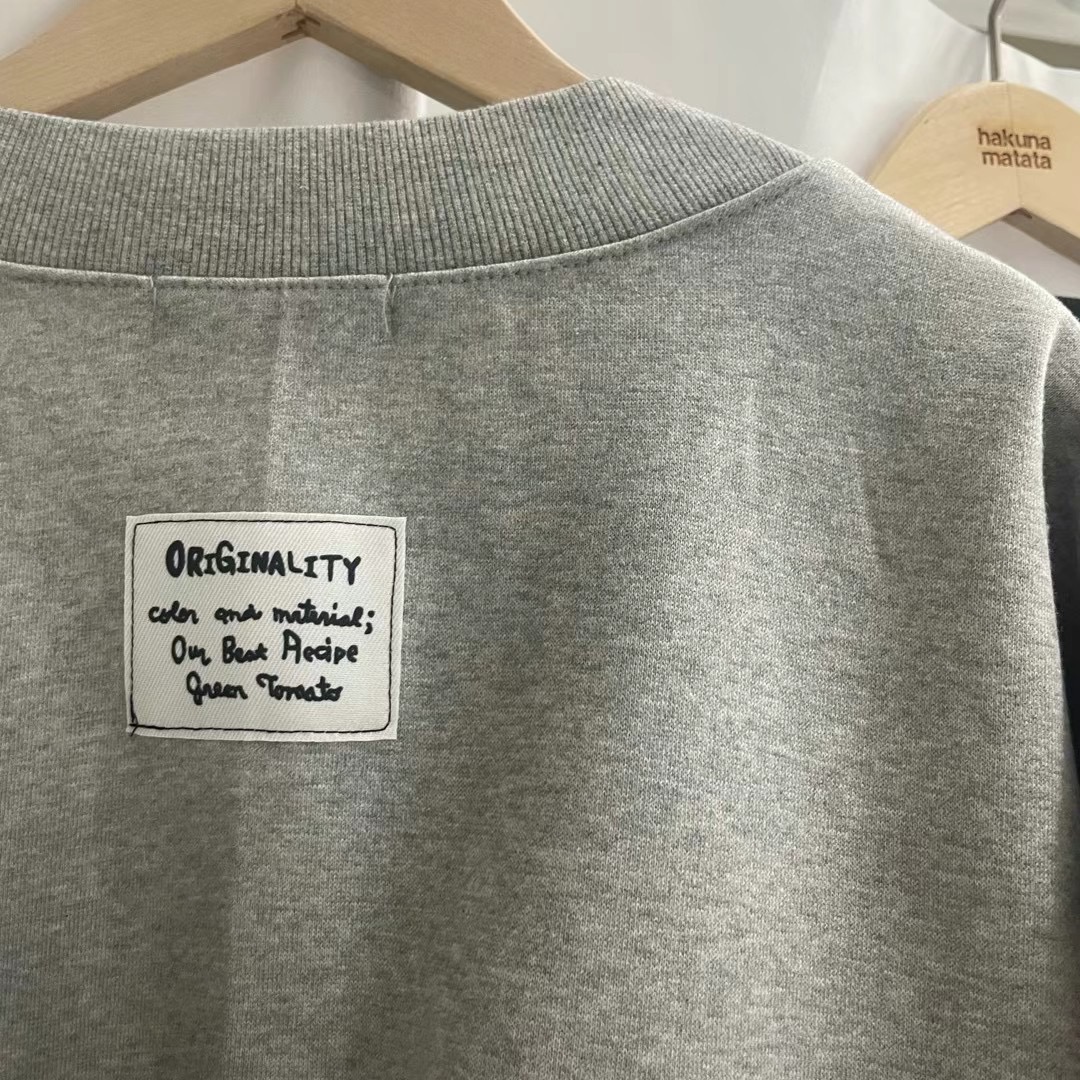 ORIGINALITY
color and material;
Our Best Recipe
Green Tomato
hakuna
matata